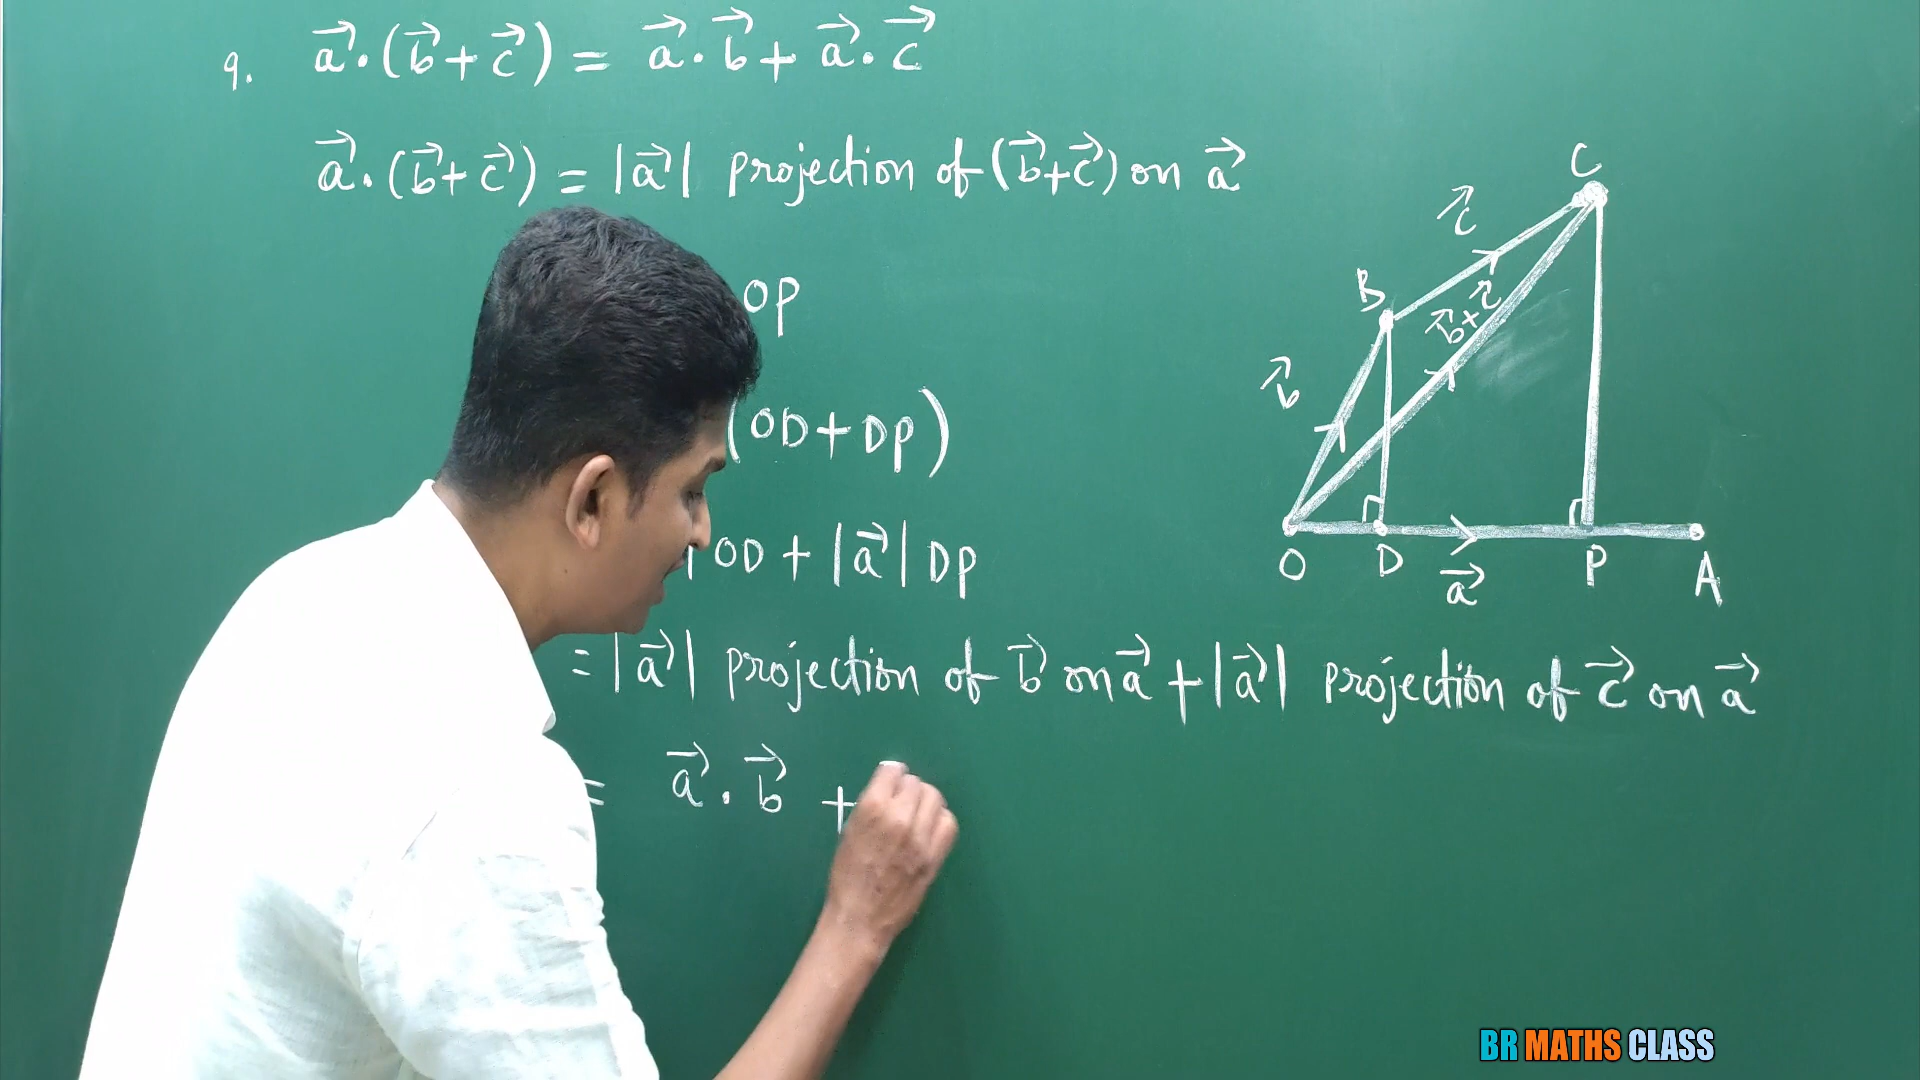 9. a⃗.(b⃗+c⃗) = a⃗.b⃗ + a⃗.c⃗
a⃗.(b⃗+c⃗) = |a⃗| projection of (b⃗+c⃗) on a⃗
OP
(OD+DP)
OD + |a⃗| DP
= |a⃗| projection of b⃗ on a⃗ + |a⃗| projection of c⃗ on a⃗
= a⃗ . b⃗ +
C
c⃗
B
b⃗+c⃗
b⃗
O D a⃗ P A
BR MATHS CLASS